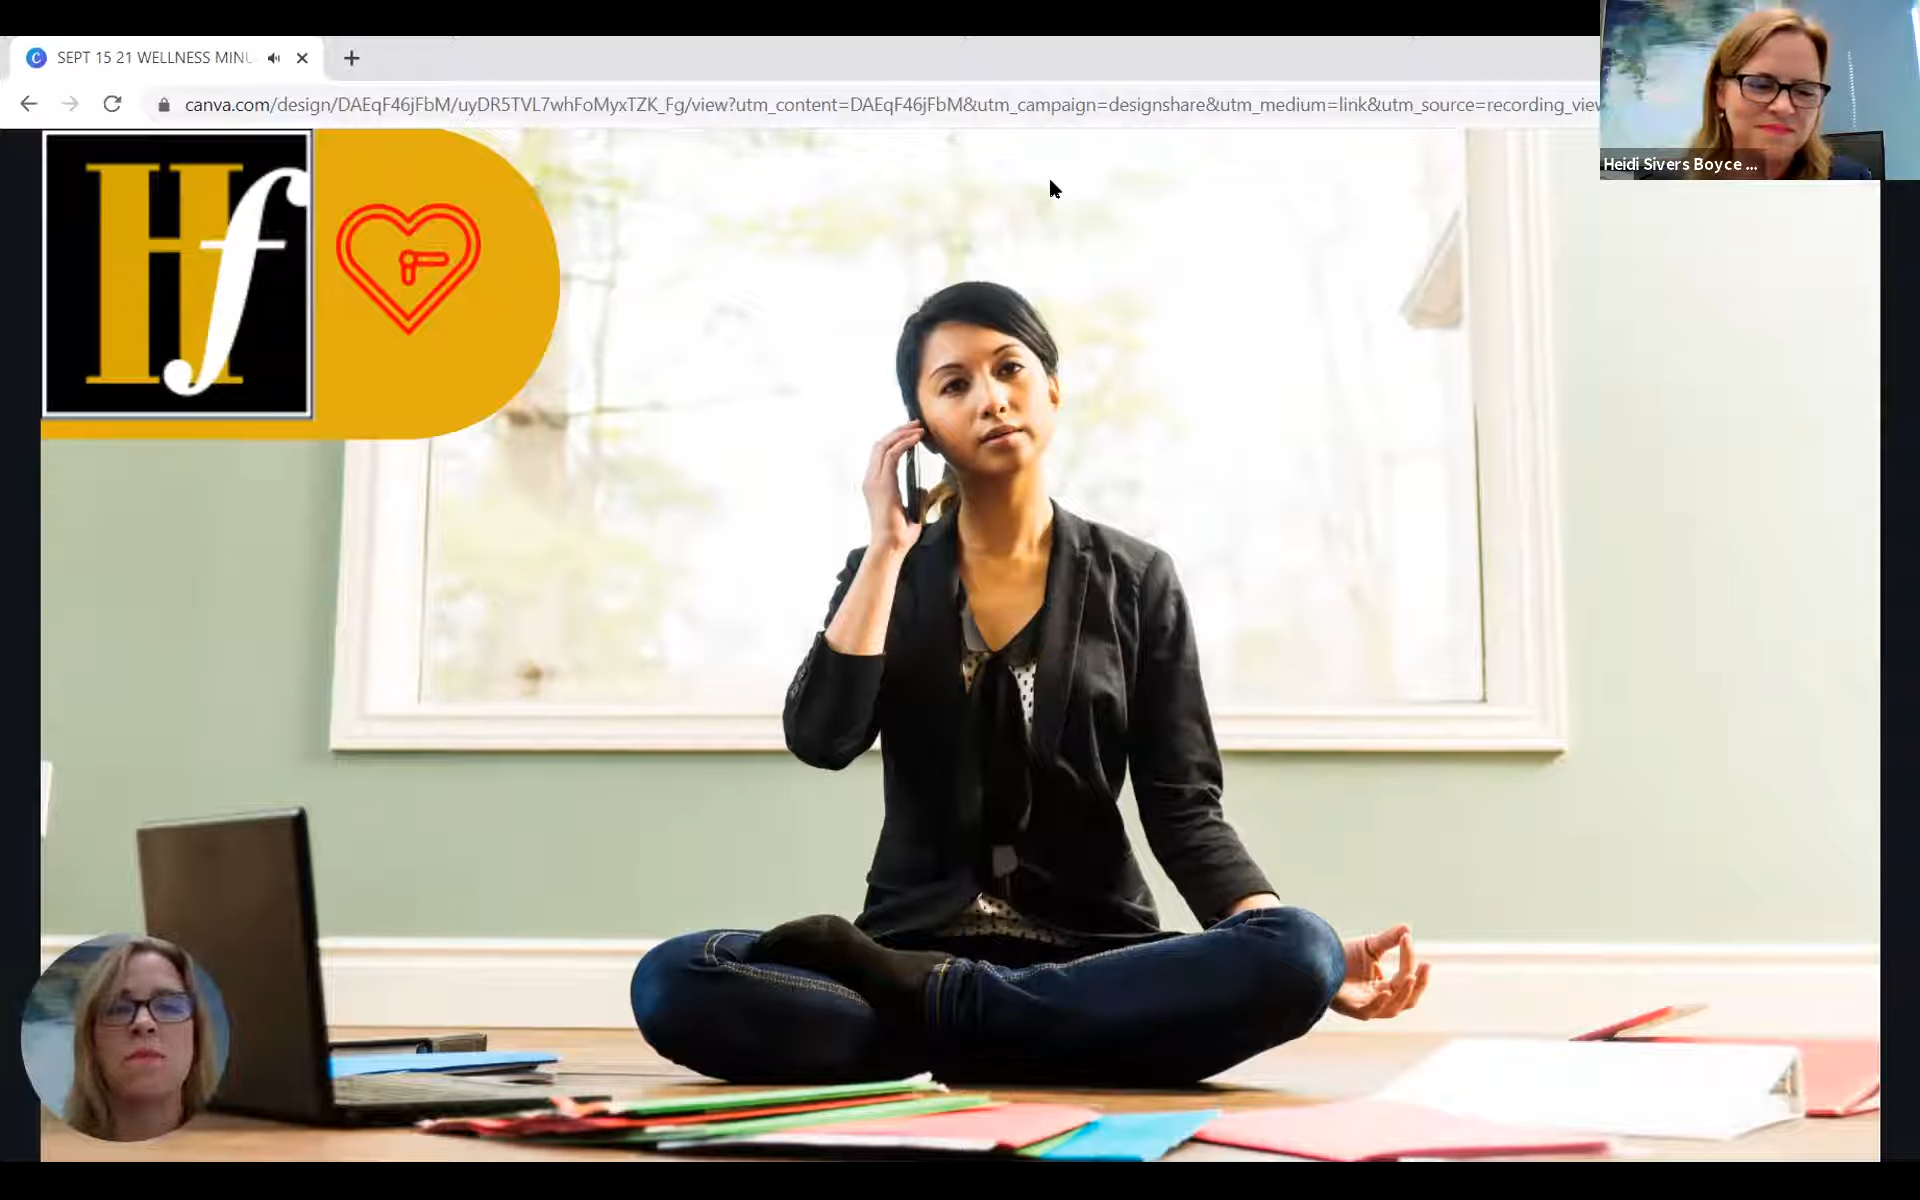 SEPT 15 21 WELLNESS MINU
canva.com/design/DAEqF46jFbM/uyDR5TVL7whFoMyxTZK_Fg/view?utm_content=DAEqF46jFbM&utm_campaign=designshare&utm_medium=link&utm_source=recording_view
Heidi Sivers Boyce ...
Hf